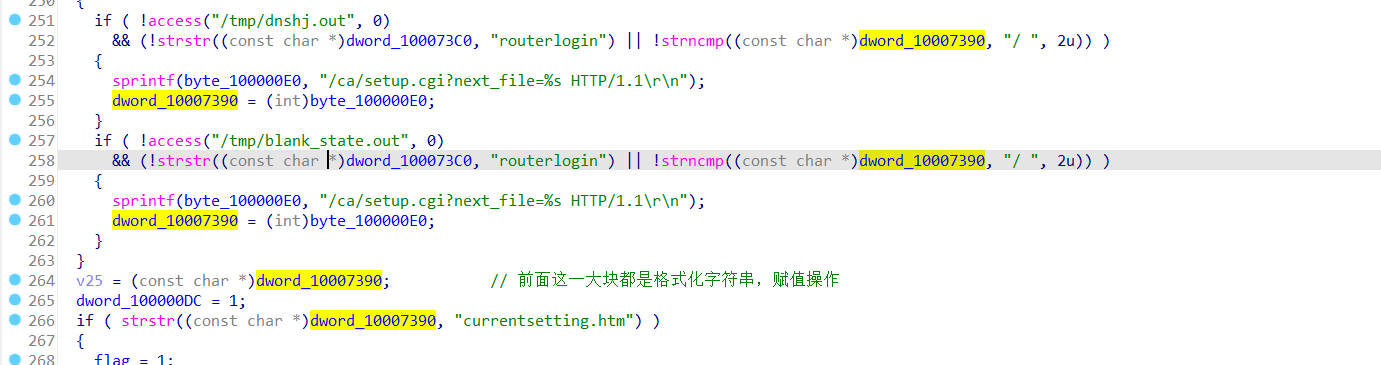 250 {
251 if ( !access("/tmp/dnshj.out", 0)
252 && (!strstr((const char *)dword_100073C0, "routerlogin") || !strncmp((const char *)dword_10007390, "/ ", 2u)) )
253 {
254 sprintf(byte_100000E0, "/ca/setup.cgi?next_file=%s HTTP/1.1\r\n");
255 dword_10007390 = (int)byte_100000E0;
256 }
257 if ( !access("/tmp/blank_state.out", 0)
258 && (!strstr((const char *)dword_100073C0, "routerlogin") || !strncmp((const char *)dword_10007390, "/ ", 2u)) )
259 {
260 sprintf(byte_100000E0, "/ca/setup.cgi?next_file=%s HTTP/1.1\r\n");
261 dword_10007390 = (int)byte_100000E0;
262 }
263 }
264 v25 = (const char *)dword_10007390; // 前面这一大块都是格式化字符串，赋值操作
265 dword_100000DC = 1;
266 if ( strstr((const char *)dword_10007390, "currentsetting.htm") )
267 {
268 flag = 1;